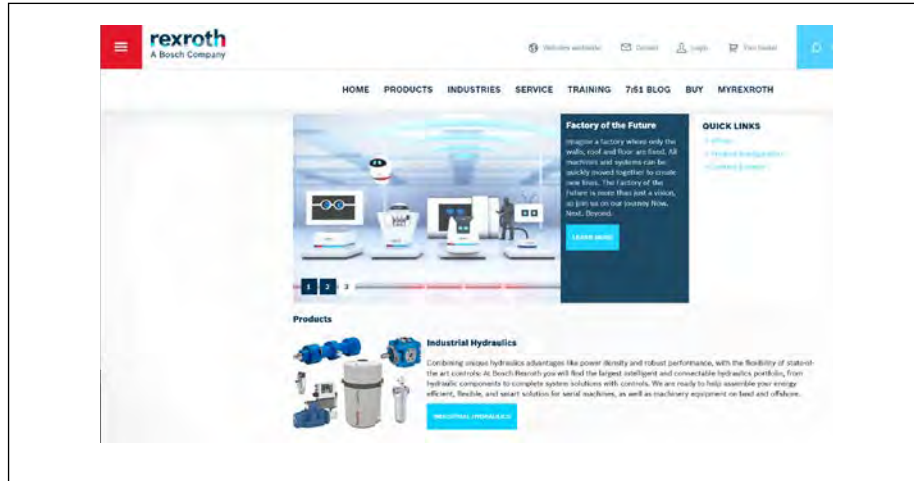 rexroth
A Bosch Company
Websites worldwide
Contact
Login
HOME PRODUCTS INDUSTRIES SERVICE TRAINING 7:51 BLOG BUY MYREXROTH
Factory of the Future
Imagine a factory where only the
walls, roof and floor are fixed. All
machines and systems can be
quickly moved together to create
new lines. The Factory of the
Future is more than just a vision,
so join us on our journey Now.
Next. Beyond.
LEARN MORE
QUICK LINKS
1 2 3
Products
Industrial Hydraulics
Combining unique hydraulics advantages like power density and robust performance, with the flexibility of state-of-
the art controls: At Bosch Rexroth you will find the largest intelligent and connectable hydraulics portfolio, from
hydraulic components to complete system solutions with controls. We are ready to help assemble your energy
efficient, flexible, and smart solution for serial machines, as well as machinery equipment on land and offshore.
INDUSTRIAL HYDRAULICS